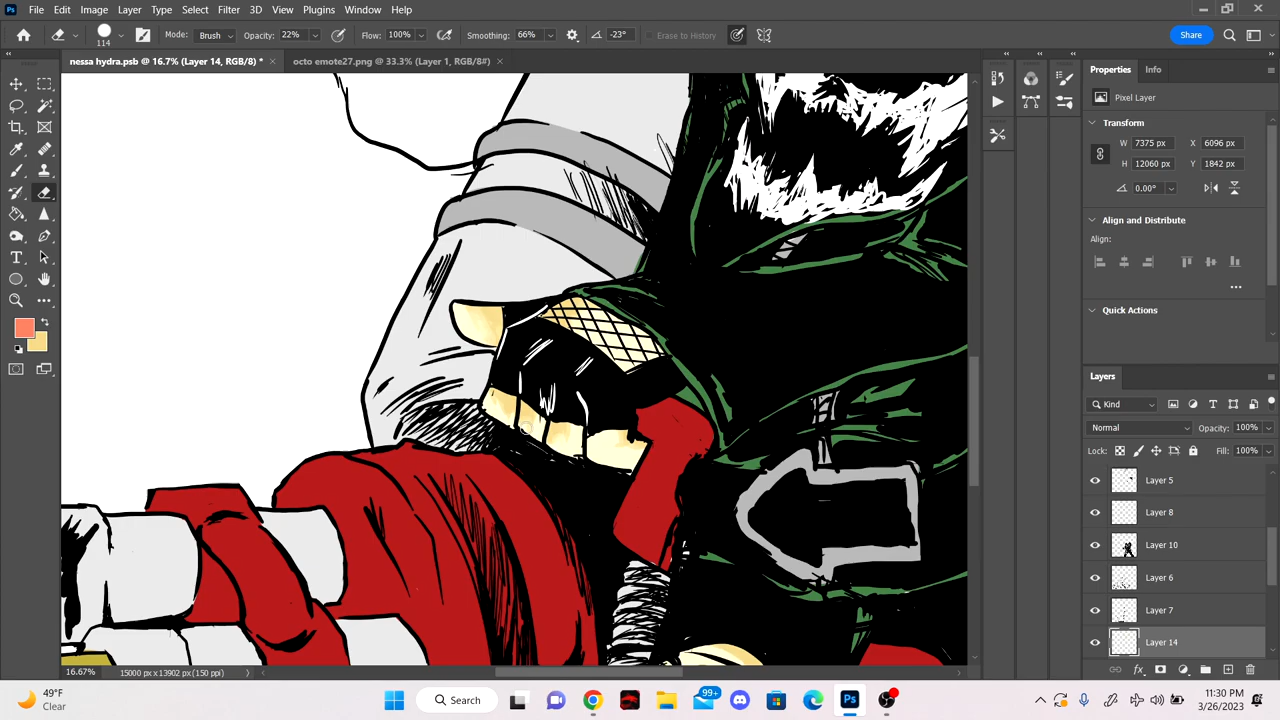 File Edit Image Layer Type Select Filter 3D View Plugins Window Help
114 Mode: Brush Opacity: 22% Flow: 100% Smoothing: 66% -23° Erase to History Share
nessa hydra.psb @ 16.7% (Layer 14, RGB/8) * octo emote27.png @ 33.3% (Layer 1, RGB/8#)
Properties Info
Pixel Layer
Transform
W: 7375 px X: 6096 px
H: 12060 px Y: 1842 px
0.00°
Align and Distribute
Align:
Quick Actions
Layers
Kind
Normal Opacity: 100%
Lock: Fill: 100%
Layer 5
Layer 8
Layer 10
Layer 6
Layer 7
Layer 14
16.67% 15000 px x 13902 px (150 ppi)
49°F
Clear
Search
99+
11:38 PM
3/26/2023